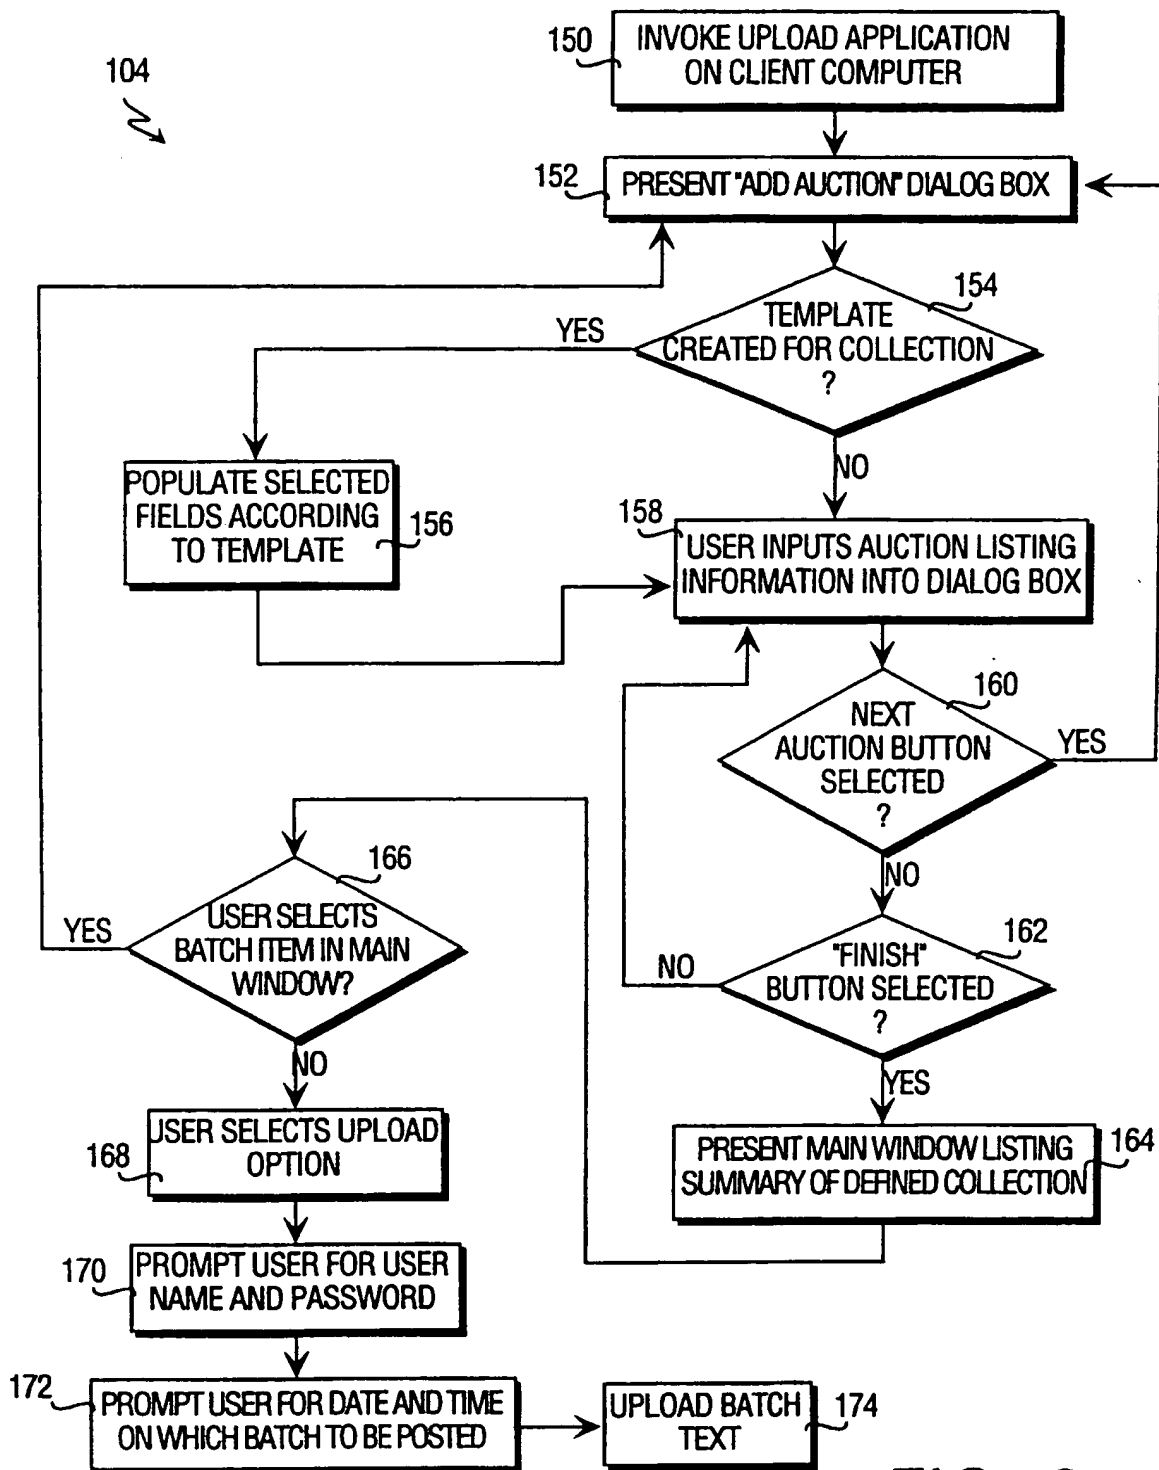 150
INVOKE UPLOAD APPLICATION
ON CLIENT COMPUTER
104
152
PRESENT "ADD AUCTION" DIALOG BOX
154
TEMPLATE
CREATED FOR COLLECTION
?
YES
NO
POPULATE SELECTED
FIELDS ACCORDING
TO TEMPLATE
156
158
USER INPUTS AUCTION LISTING
INFORMATION INTO DIALOG BOX
160
NEXT
AUCTION BUTTON
SELECTED
?
YES
NO
162
"FINISH"
BUTTON SELECTED
?
NO
YES
164
PRESENT MAIN WINDOW LISTING
SUMMARY OF DEFINED COLLECTION
166
USER SELECTS
BATCH ITEM IN MAIN
WINDOW?
YES
NO
168
USER SELECTS UPLOAD
OPTION
170
PROMPT USER FOR USER
NAME AND PASSWORD
172
PROMPT USER FOR DATE AND TIME
ON WHICH BATCH TO BE POSTED
UPLOAD BATCH
TEXT
174